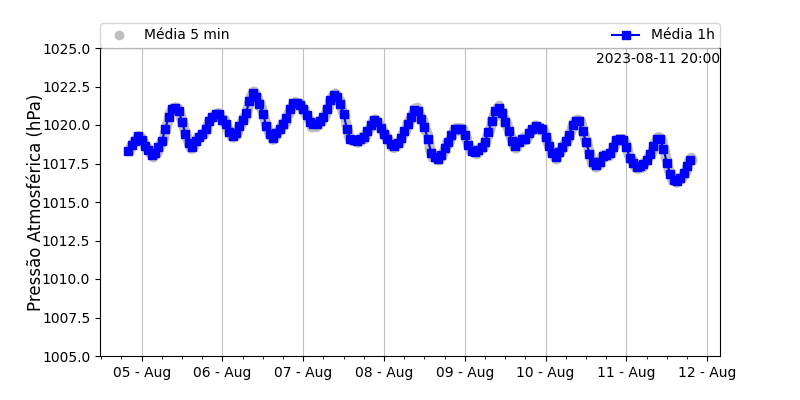 Média 5 min
Média 1h
2023-08-11 20:00
Pressão Atmosférica (hPa)
1025.0
1022.5
1020.0
1017.5
1015.0
1012.5
1010.0
1007.5
1005.0
05 - Aug
06 - Aug
07 - Aug
08 - Aug
09 - Aug
10 - Aug
11 - Aug
12 - Aug